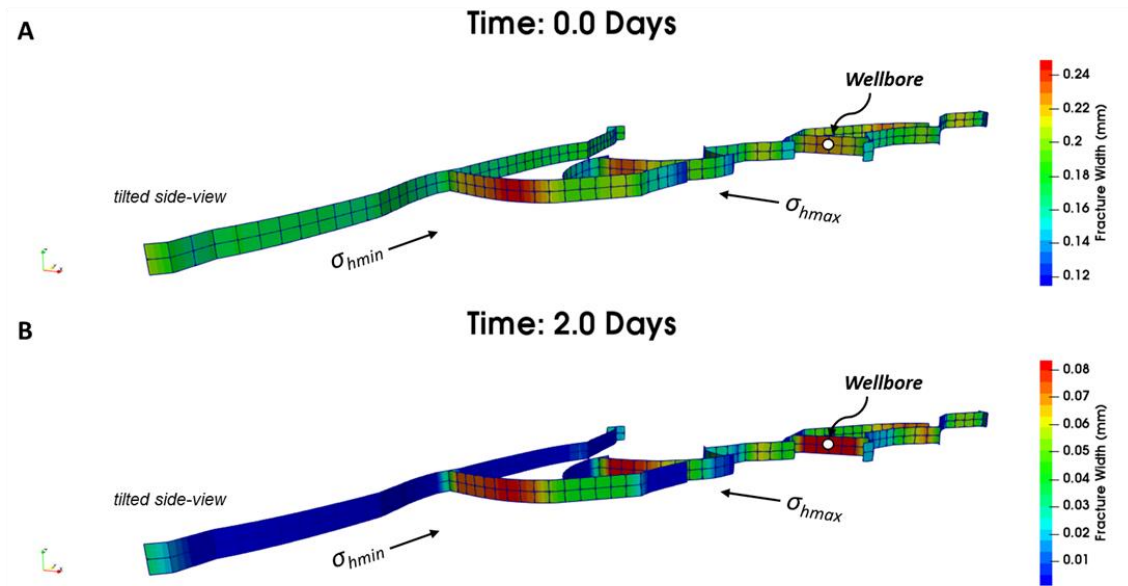 A
Time: 0.0 Days
Wellbore
0.24
0.22
0.2
0.18
0.16
0.14
0.12
Fracture Width (mm)
tilted side-view
σhmin
σhmax
B
Time: 2.0 Days
Wellbore
0.08
0.07
0.06
0.05
0.04
0.03
0.02
0.01
Fracture Width (mm)
tilted side-view
σhmin
σhmax